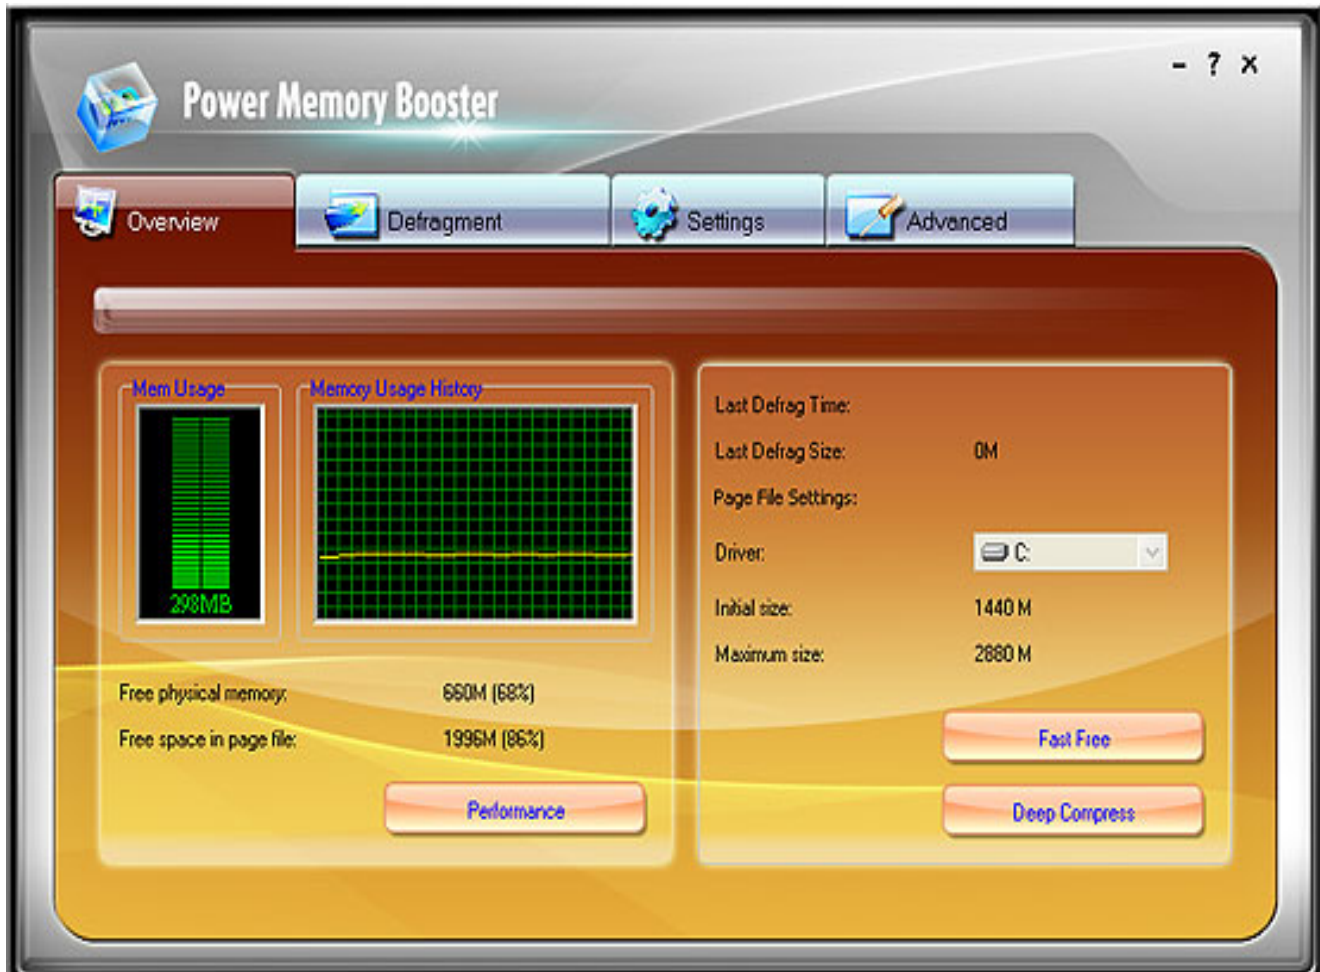 Power Memory Booster
- ? x
Overview
Defragment
Settings
Advanced
Mem Usage
298MB
Memory Usage History
Free physical memory: 660M (68%)
Free space in page file: 1996M (86%)
Performance
Last Defrag Time:
Last Defrag Size: 0M
Page File Settings:
Driver: C:
Initial size: 1440 M
Maximum size: 2880 M
Fast Free
Deep Compress